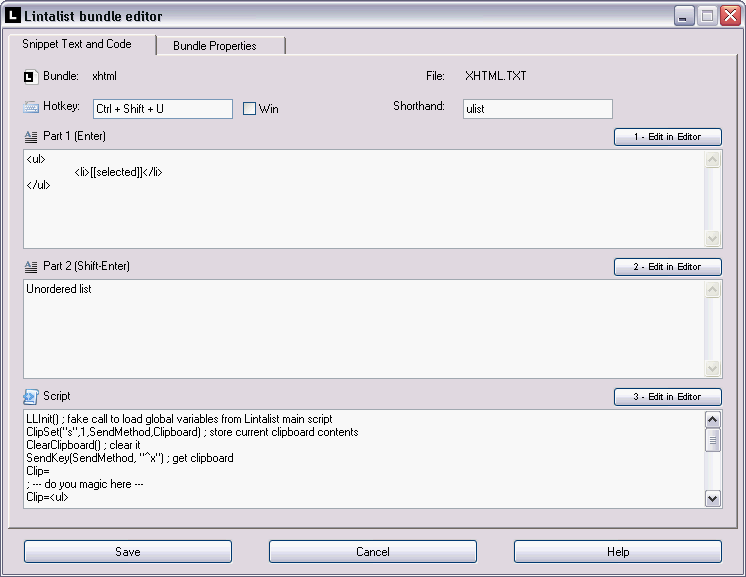 L Lintalist bundle editor
Snippet Text and Code Bundle Properties
L Bundle: xhtml File: XHTML.TXT
Hotkey: Ctrl + Shift + U Win Shorthand: ulist
Part 1 (Enter) 1 - Edit in Editor
<ul>
<li>[[selected]]</li>
</ul>
Part 2 (Shift-Enter) 2 - Edit in Editor
Unordered list
Script 3 - Edit in Editor
LLInit() ; fake call to load global variables from Lintalist main script
ClipSet("s",1,SendMethod,Clipboard) ; store current clipboard contents
ClearClipboard() ; clear it
SendKey(SendMethod, "^x") ; get clipboard
Clip=
; --- do you magic here ---
Clip=<ul>
Save Cancel Help